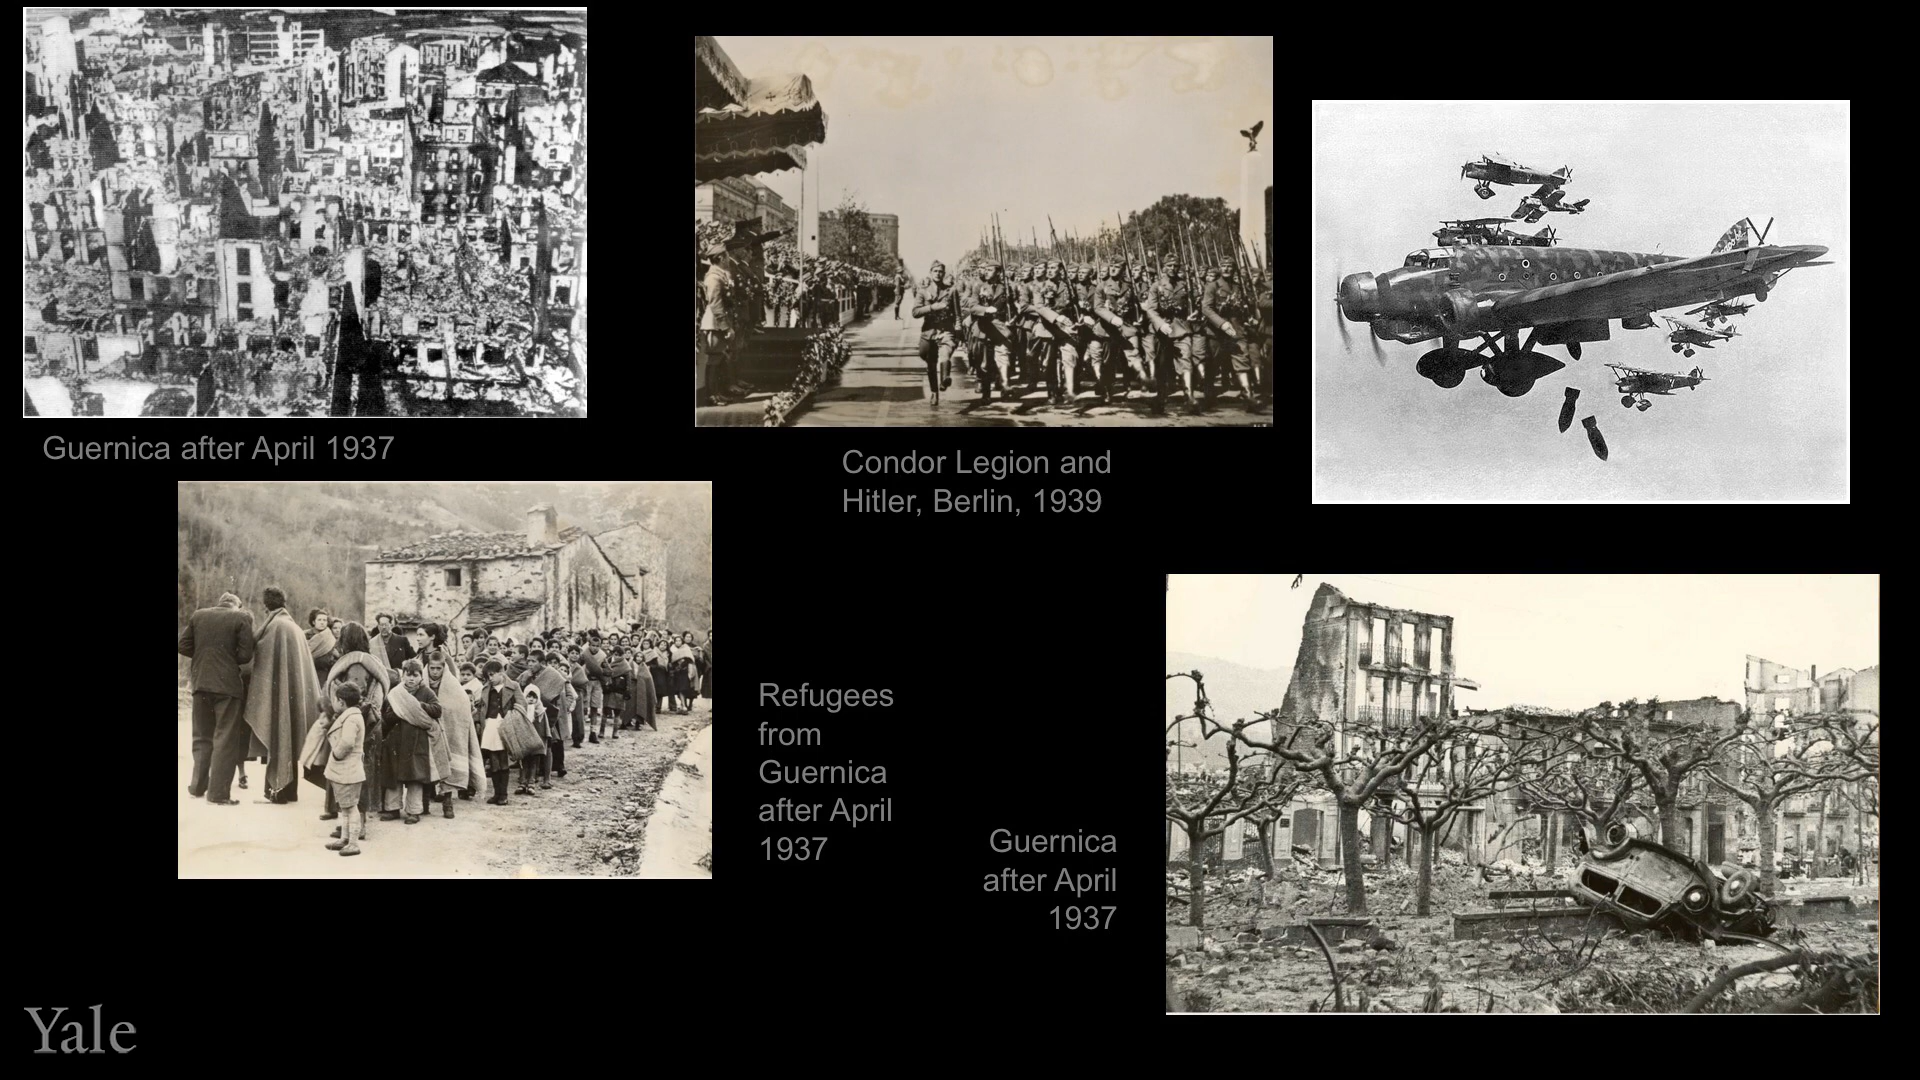 Guernica after April 1937
Condor Legion and
Hitler, Berlin, 1939
Refugees
from
Guernica
after April
1937
Guernica
after April
1937
Yale